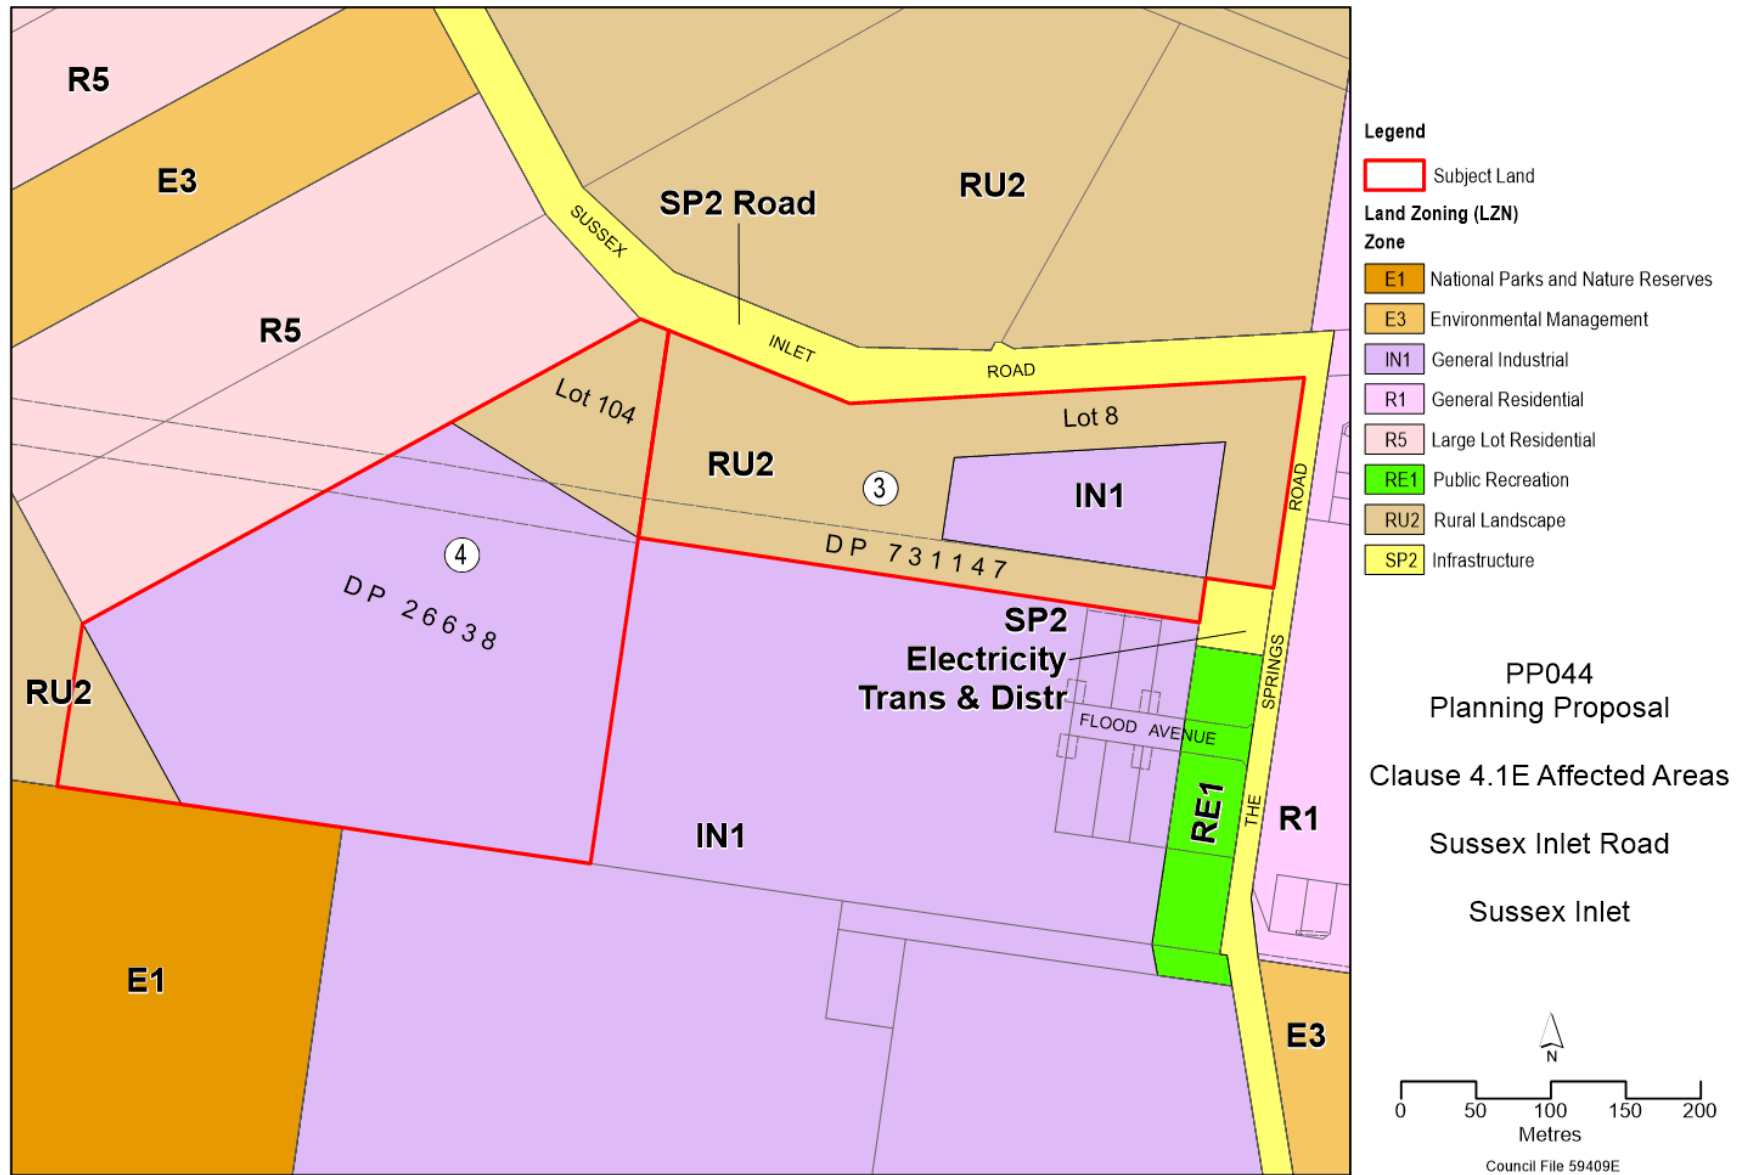 R5
E3
R5
SP2 Road
RU2
SUSSEX
INLET
ROAD
Lot 104
Lot 8
RU2
3
IN1
ROAD
DP 731147
4
DP 26638
SP2
Electricity
Trans & Distr
SPRINGS
RU2
FLOOD AVENUE
RE1
THE
R1
IN1
E1
E3
Legend
Subject Land
Land Zoning (LZN)
Zone
E1 National Parks and Nature Reserves
E3 Environmental Management
IN1 General Industrial
R1 General Residential
R5 Large Lot Residential
RE1 Public Recreation
RU2 Rural Landscape
SP2 Infrastructure
PP044
Planning Proposal
Clause 4.1E Affected Areas
Sussex Inlet Road
Sussex Inlet
N
0 50 100 150 200
Metres
Council File 59409E